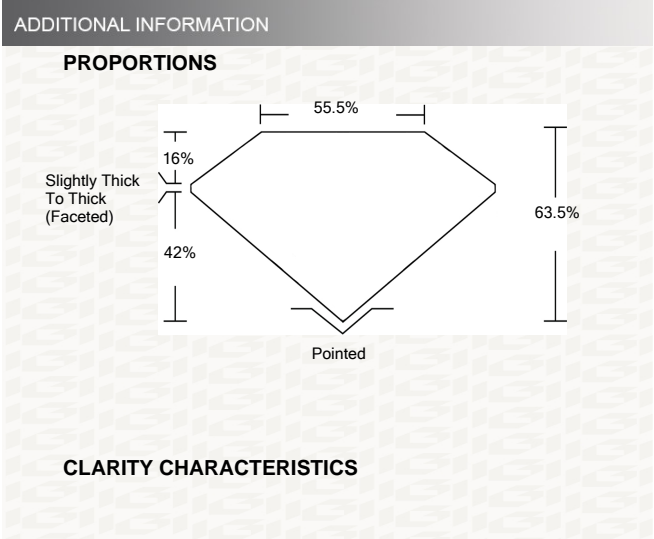 ADDITIONAL INFORMATION
PROPORTIONS
55.5%
16%
Slightly Thick
To Thick
(Faceted)
63.5%
42%
Pointed
CLARITY CHARACTERISTICS